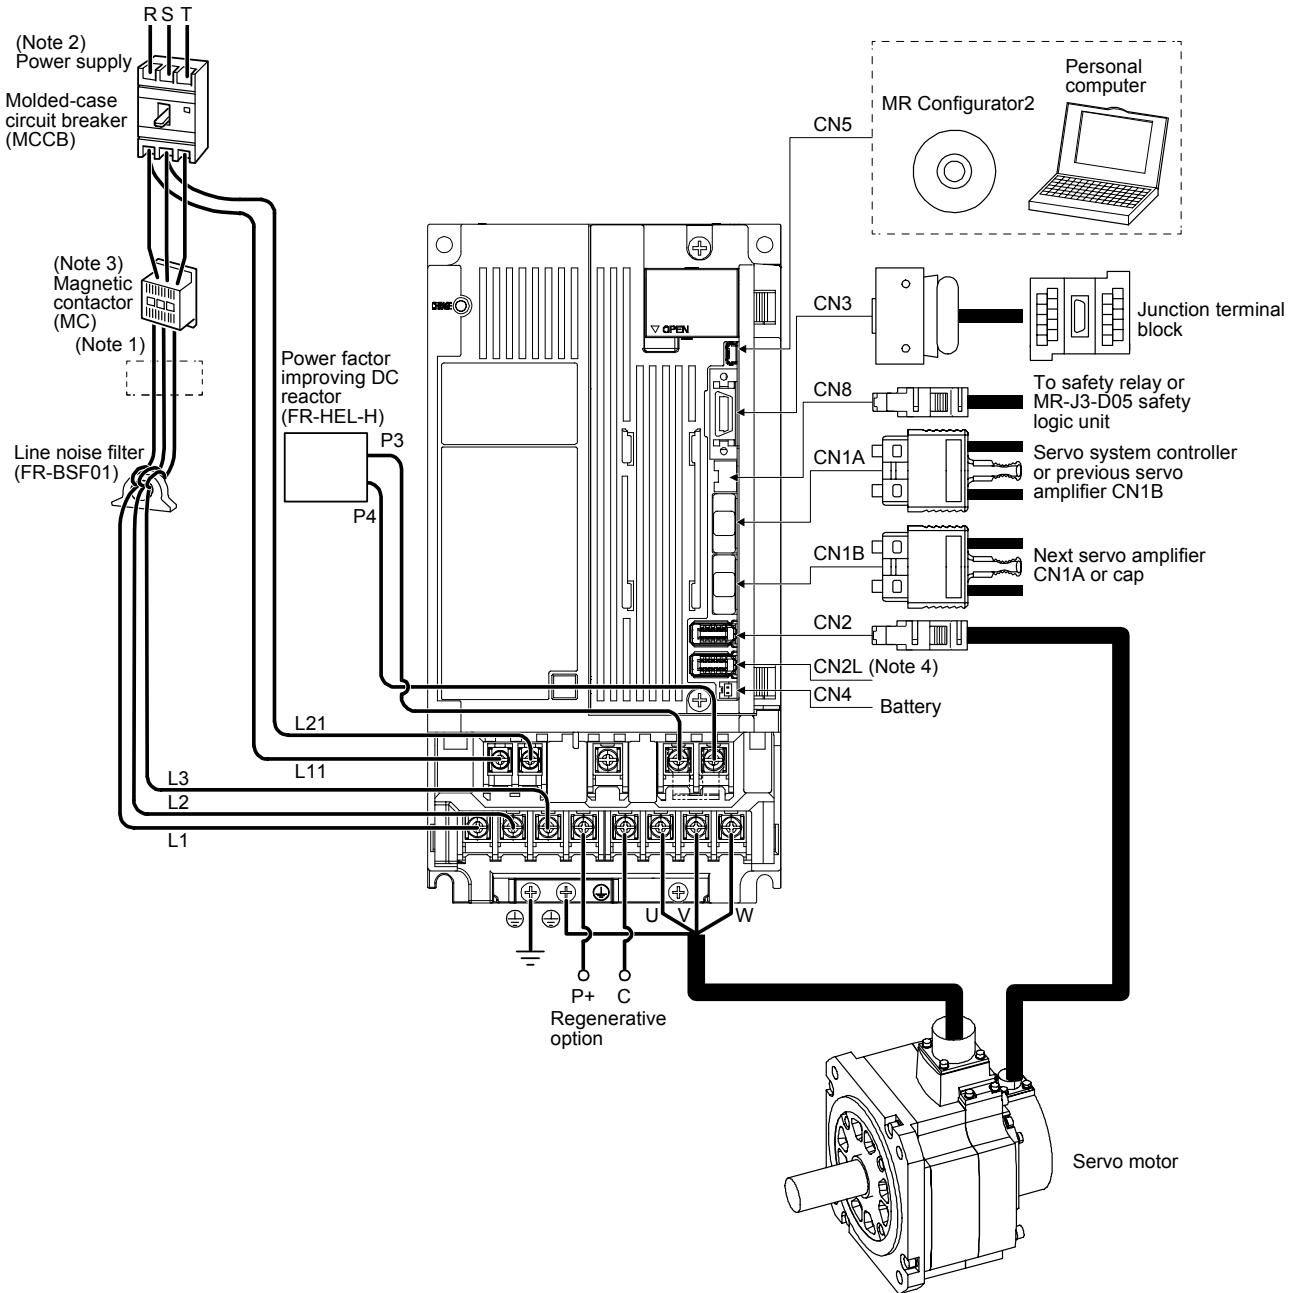 R S T
(Note 2)
Power supply
Molded-case
circuit breaker
(MCCB)
(Note 3)
Magnetic
contactor
(MC)
(Note 1)
Line noise filter
(FR-BSF01)
Power factor
improving DC
reactor
(FR-HEL-H)
P3
P4
L21
L11
L3
L2
L1
CHARGE
OPEN
CN5
MR Configurator2
Personal
computer
CN3
Junction terminal
block
CN8
To safety relay or
MR-J3-D05 safety
logic unit
CN1A
Servo system controller
or previous servo
amplifier CN1B
CN1B
Next servo amplifier
CN1A or cap
CN2
CN2L (Note 4)
CN4
Battery
U V W
P+ C
Regenerative
option
Servo motor